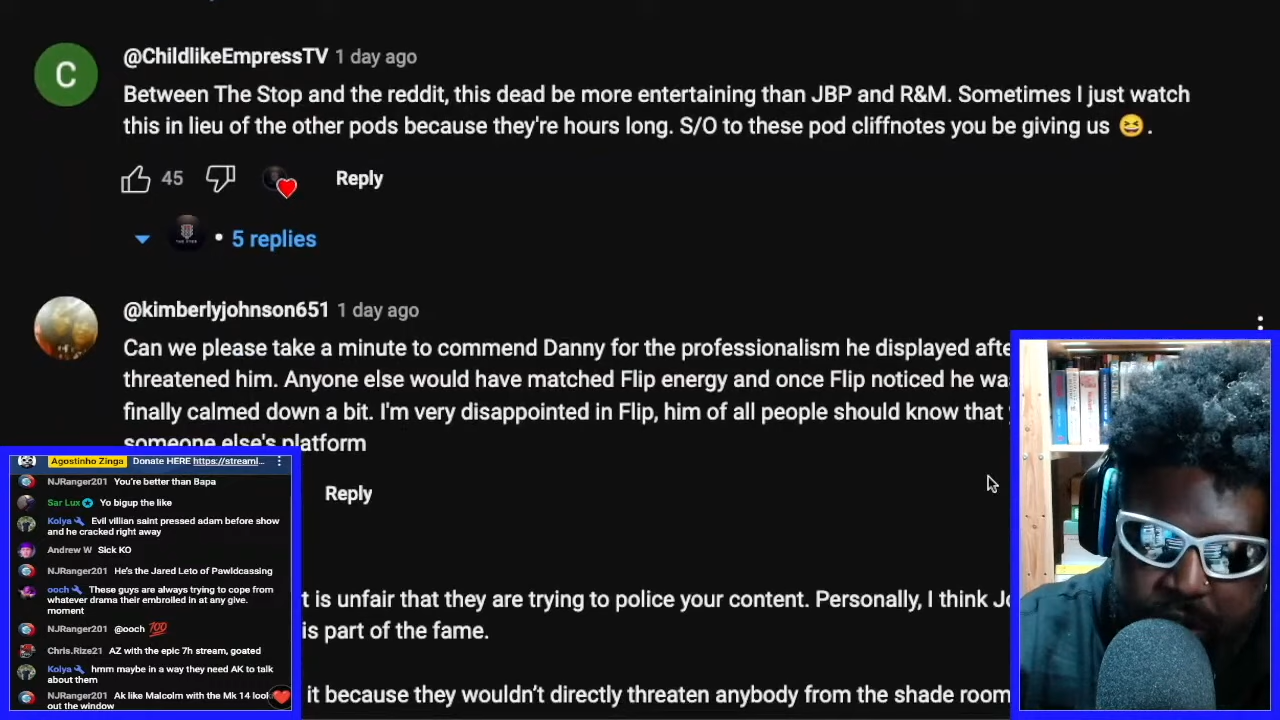 @ChildlikeEmpressTV 1 day ago
C
Between The Stop and the reddit, this dead be more entertaining than JBP and R&M. Sometimes I just watch
this in lieu of the other pods because they're hours long. S/O to these pod cliffnotes you be giving us 😆.
45
Reply
5 replies
@kimberlyjohnson651 1 day ago
Can we please take a minute to commend Danny for the professionalism he displayed afte
threatened him. Anyone else would have matched Flip energy and once Flip noticed he was
finally calmed down a bit. I'm very disappointed in Flip, him of all people should know that
someone else's platform
Reply
t is unfair that they are trying to police your content. Personally, I think Jo
is part of the fame.
it because they wouldn't directly threaten anybody from the shade room
Agostinho Zinga Donate HERE https://streaml...
NJRanger201 You're better than Bapa
Sar Lux Yo bigup the like
Kolya Evil villian saint pressed adam before show
and he cracked right away
Andrew W Sick KO
NJRanger201 He's the Jared Leto of Pawldcassing
ooch These guys are always trying to cope from
whatever drama their embroiled in at any give.
moment
NJRanger201 @ooch 💯
Chris.Rize21 AZ with the epic 7h stream, goated
Kolya hmm maybe in a way they need AK to talk
about them
NJRanger201 Ak like Malcolm with the Mk 14 look
out the window